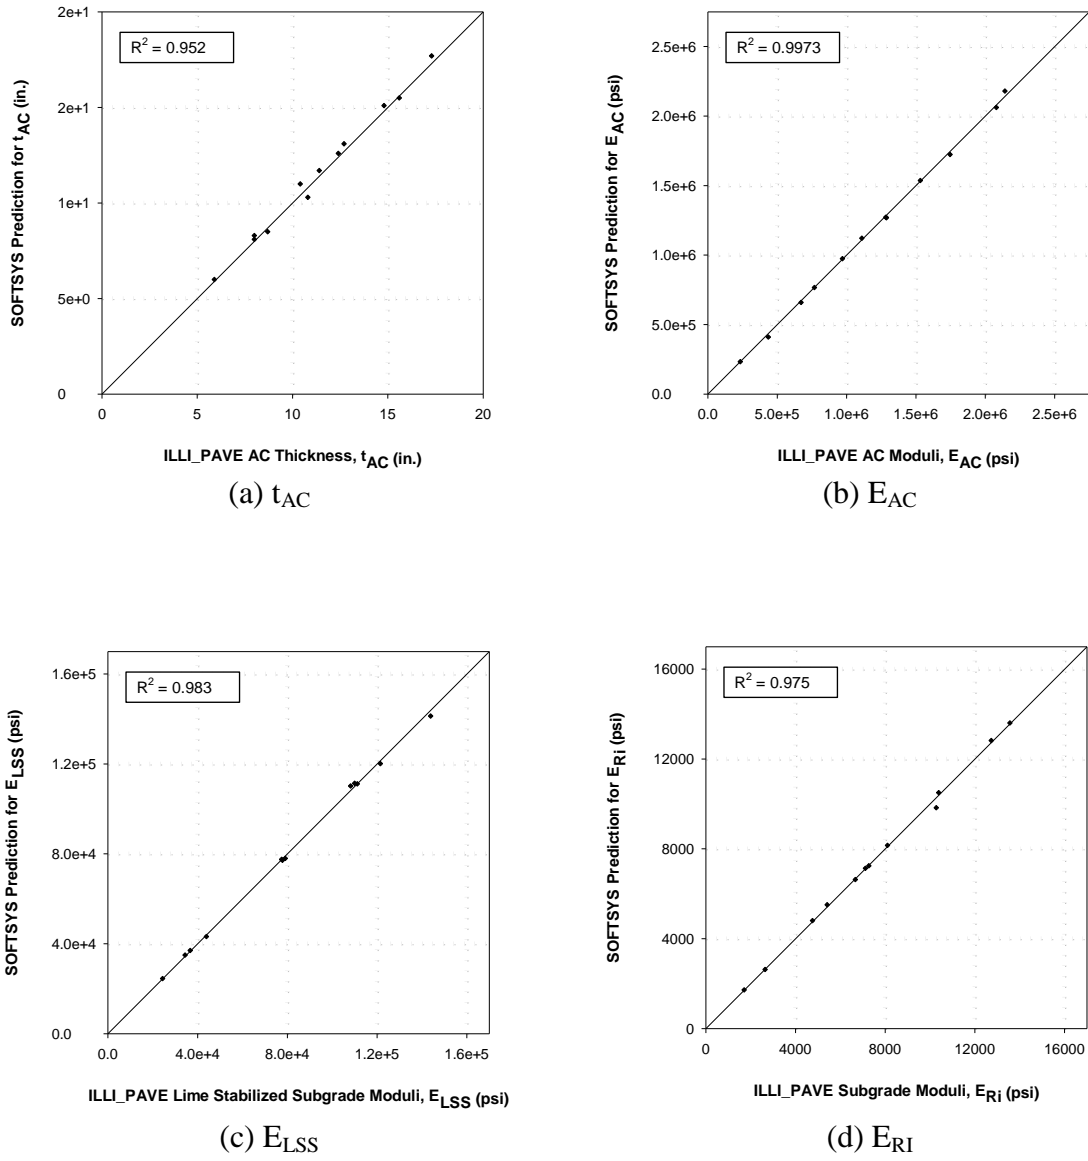 SOFTSYS Prediction for tAC (in.)
2e+1
2e+1
1e+1
5e+0
0
R2 = 0.952
0 5 10 15 20
ILLI_PAVE AC Thickness, tAC (in.)
(a) tAC
SOFTSYS Prediction for EAC (psi)
2.5e+6
2.0e+6
1.5e+6
1.0e+6
5.0e+5
0.0
R2 = 0.9973
0.0 5.0e+5 1.0e+6 1.5e+6 2.0e+6 2.5e+6
ILLI_PAVE AC Moduli, EAC (psi)
(b) EAC
SOFTSYS Prediction for ELSS (psi)
1.6e+5
1.2e+5
8.0e+4
4.0e+4
0.0
R2 = 0.983
0.0 4.0e+4 8.0e+4 1.2e+5 1.6e+5
ILLI_PAVE Lime Stabilized Subgrade Moduli, ELSS (psi)
(c) ELSS
SOFTSYS Prediction for ERi (psi)
16000
12000
8000
4000
0
R2 = 0.975
0 4000 8000 12000 16000
ILLI_PAVE Subgrade Moduli, ERi (psi)
(d) ERI